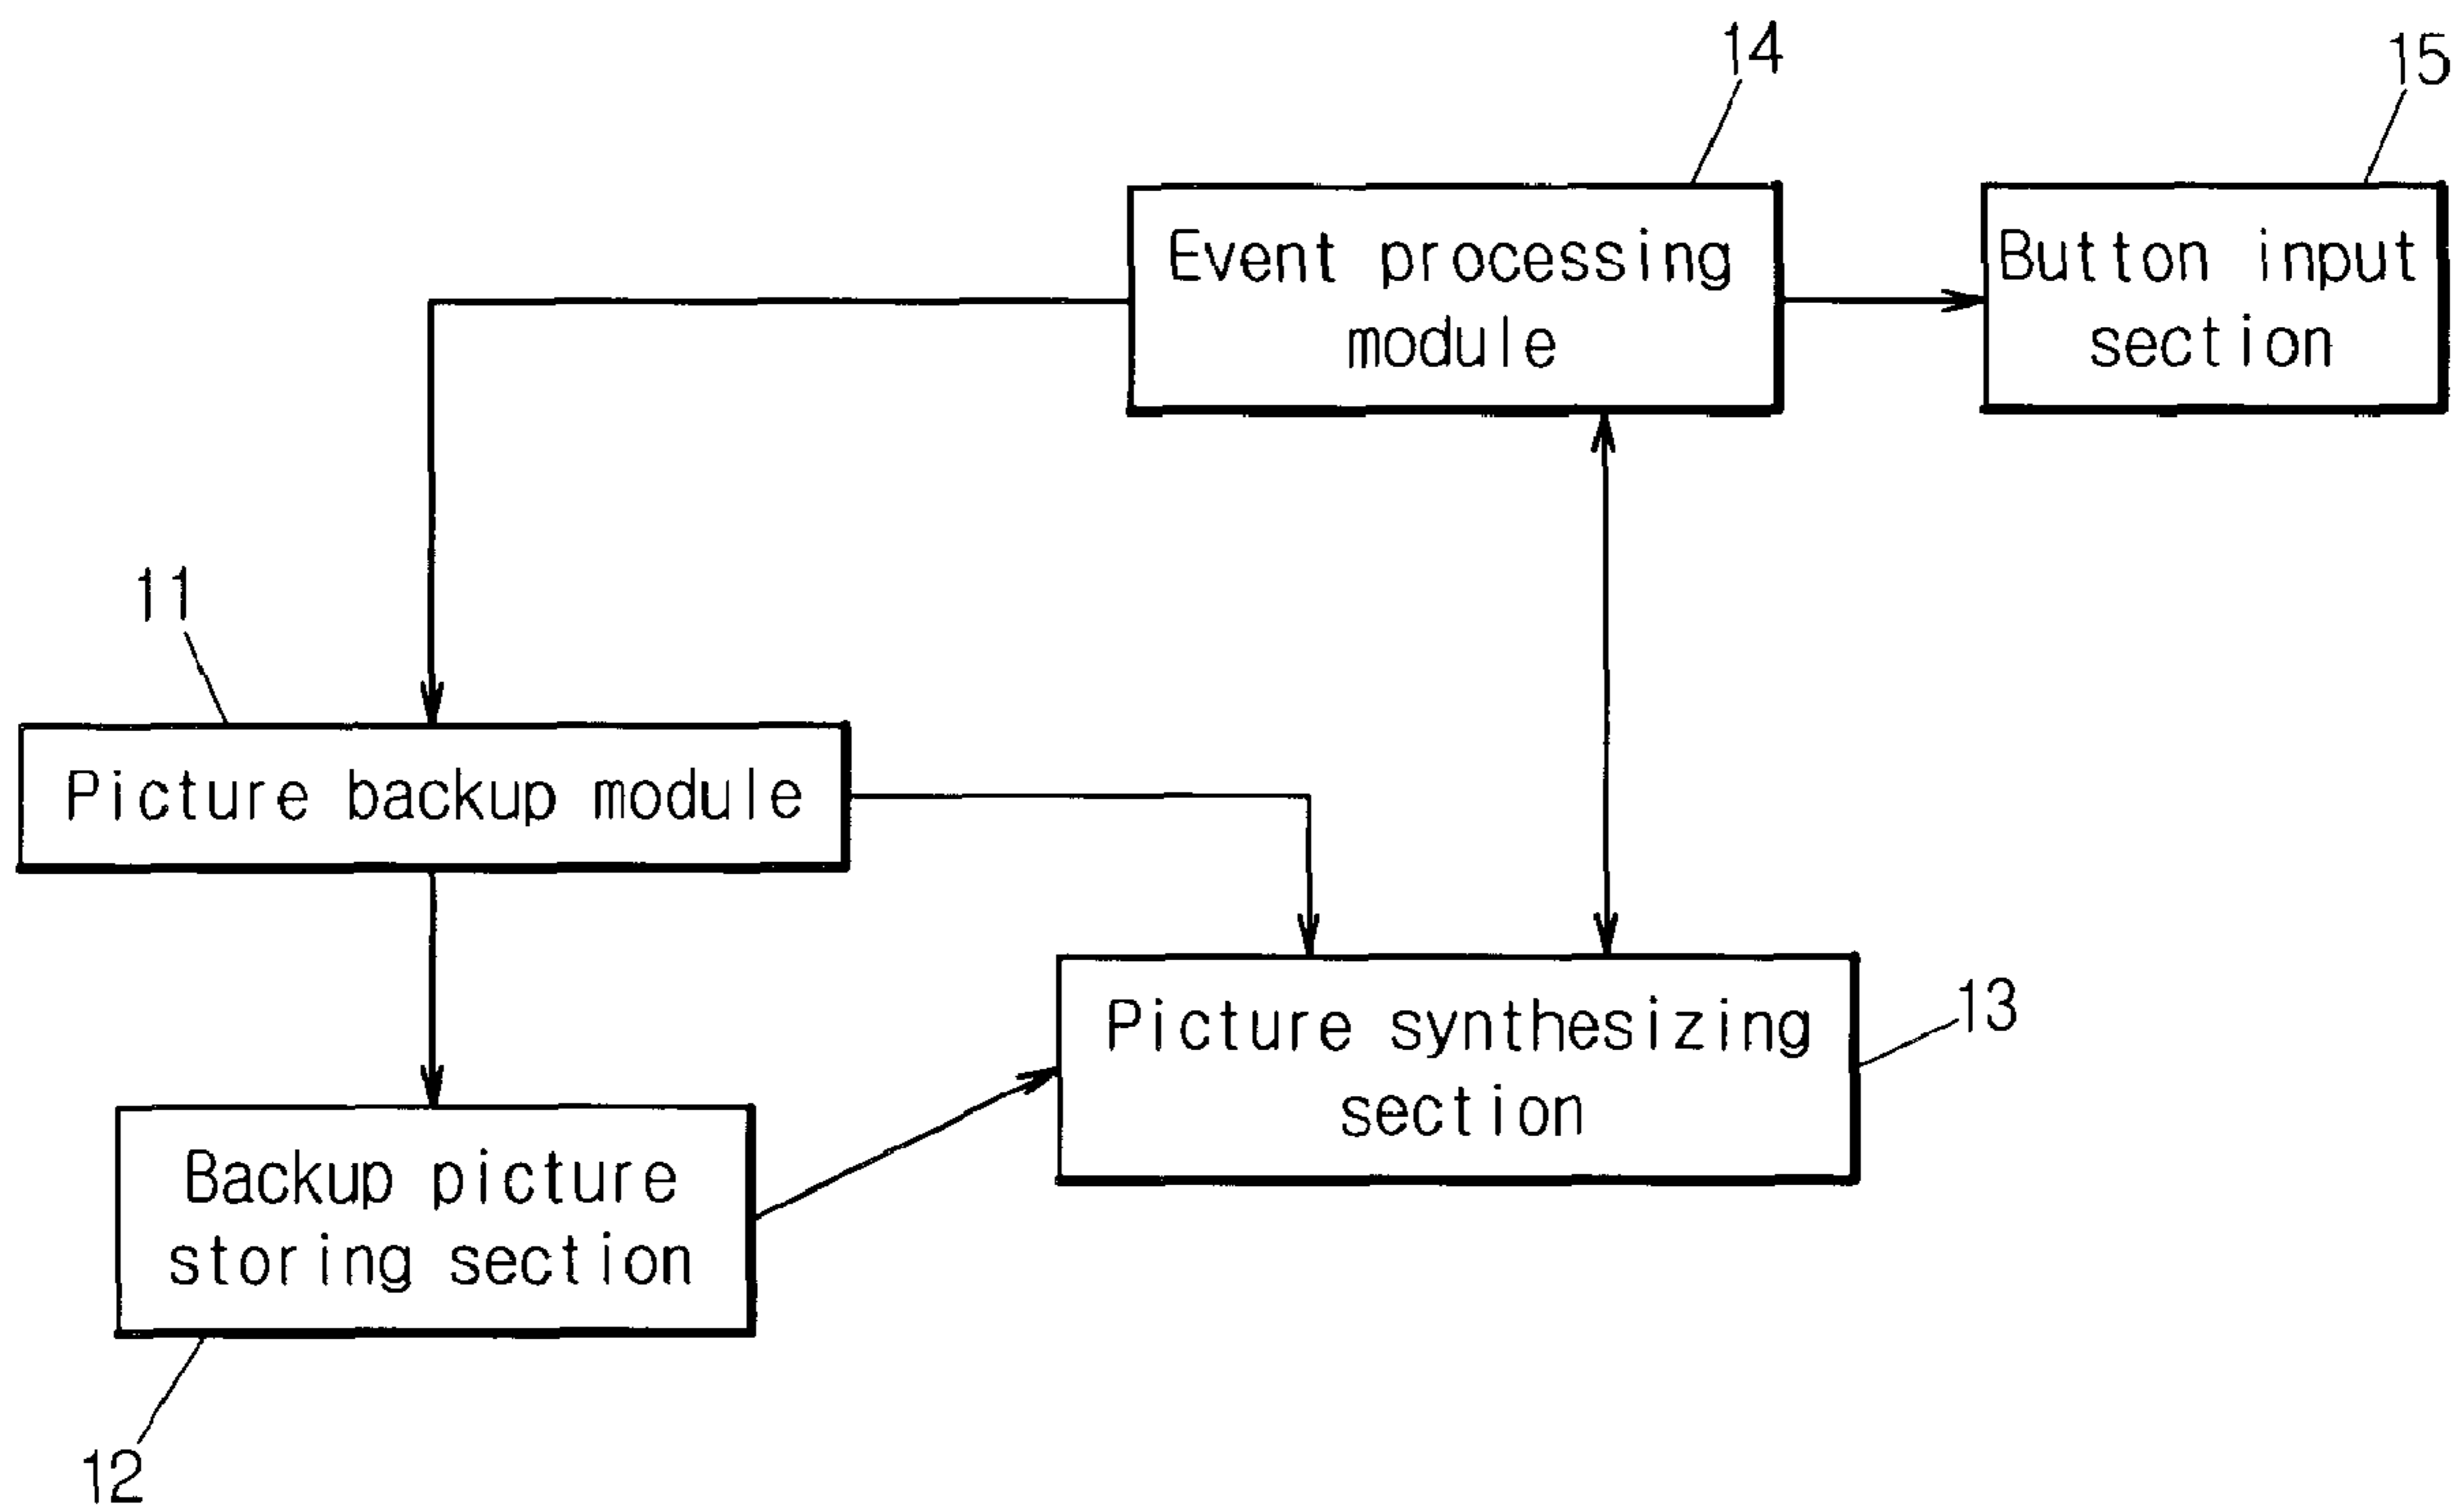 14
15
Event processing
module
Button input
section
11
Picture backup module
Picture synthesizing
section
13
Backup picture
storing section
12